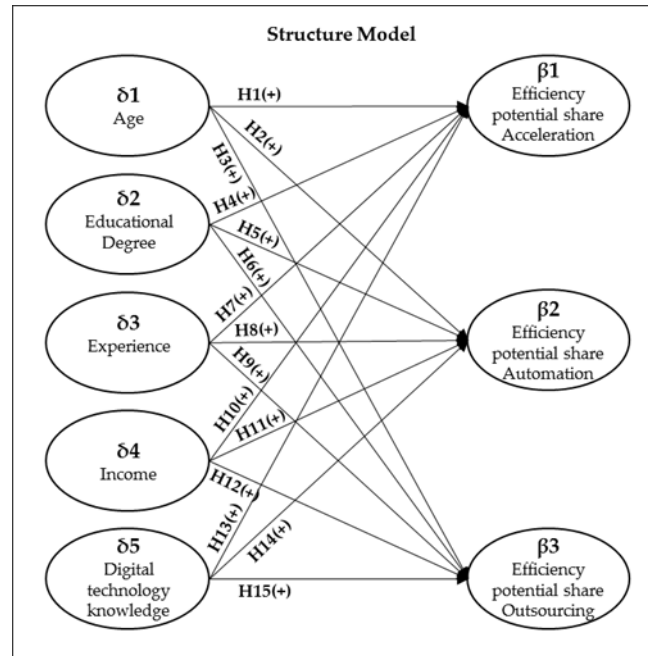 Structure Model
δ1
Age
δ2
Educational
Degree
δ3
Experience
δ4
Income
δ5
Digital
technology
knowledge
H1(+)
H2(+)
H3(+)
H4(+)
H5(+)
H6(+)
H7(+)
H8(+)
H9(+)
H10(+)
H11(+)
H12(+)
H13(+)
H14(+)
H15(+)
β1
Efficiency
potential share
Acceleration
β2
Efficiency
potential share
Automation
β3
Efficiency
potential share
Outsourcing